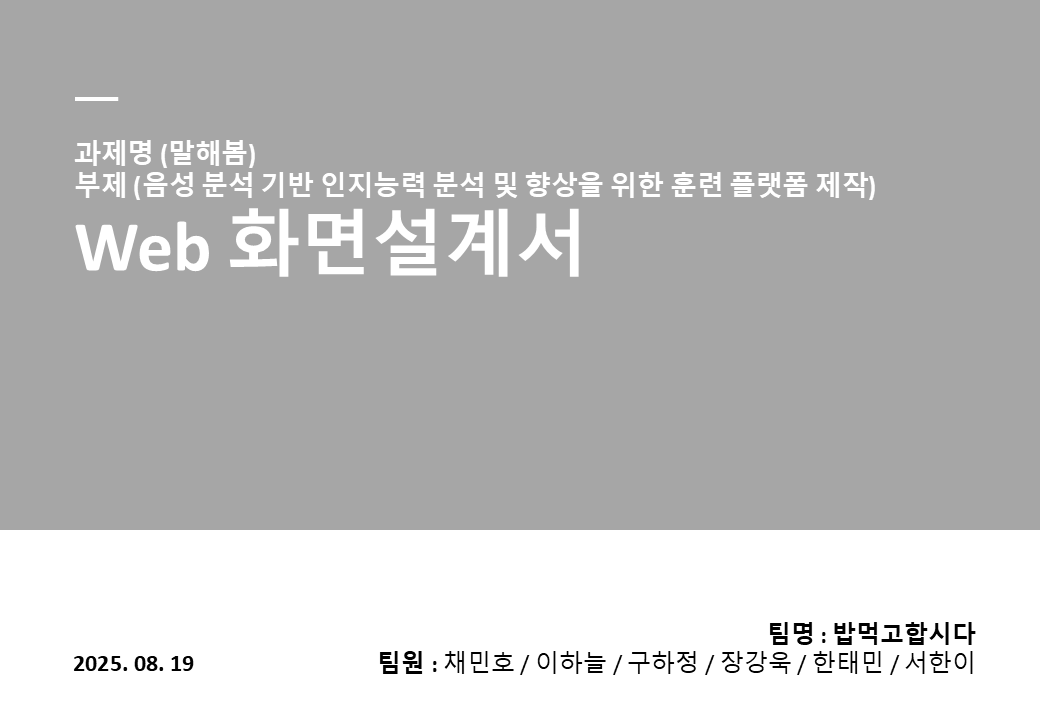 과제명 (말해봄)
부제 (음성 분석 기반 인지능력 분석 및 향상을 위한 훈련 플랫폼 제작)
Web 화면설계서
팀명 : 밥먹고합시다
2025. 08. 19
팀원 : 채민호 / 이하늘 / 구하정 / 장강욱 / 한태민 / 서한이